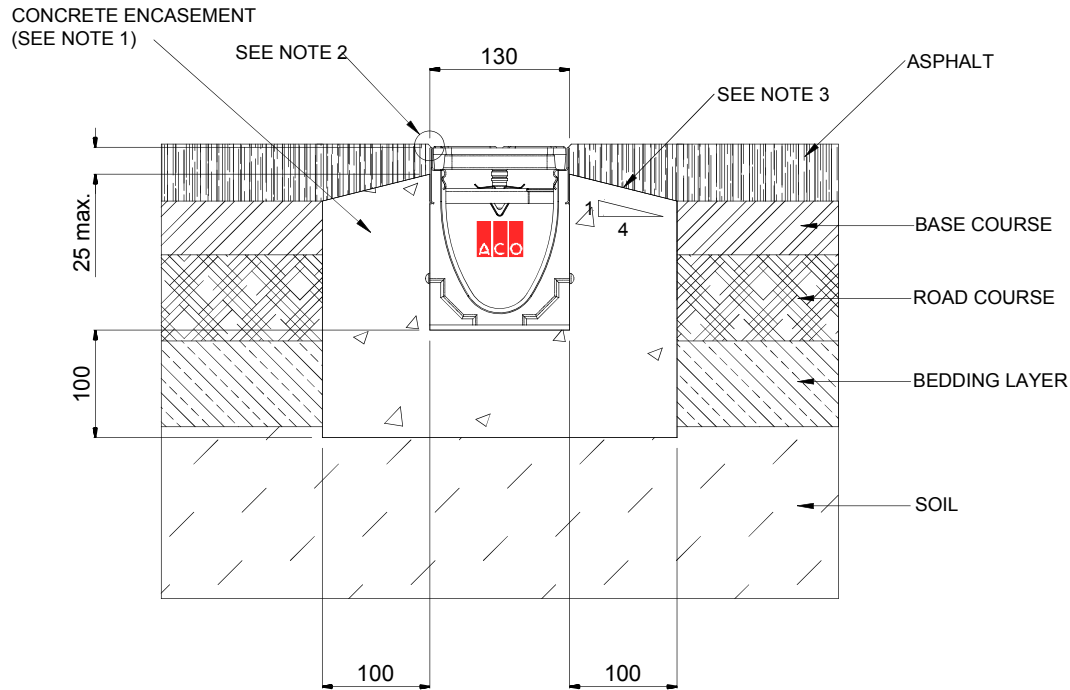 CONCRETE ENCASEMENT
(SEE NOTE 1)
SEE NOTE 2
130
ASPHALT
SEE NOTE 3
25 max.
1
4
ACO
BASE COURSE
ROAD COURSE
100
BEDDING LAYER
SOIL
100
100